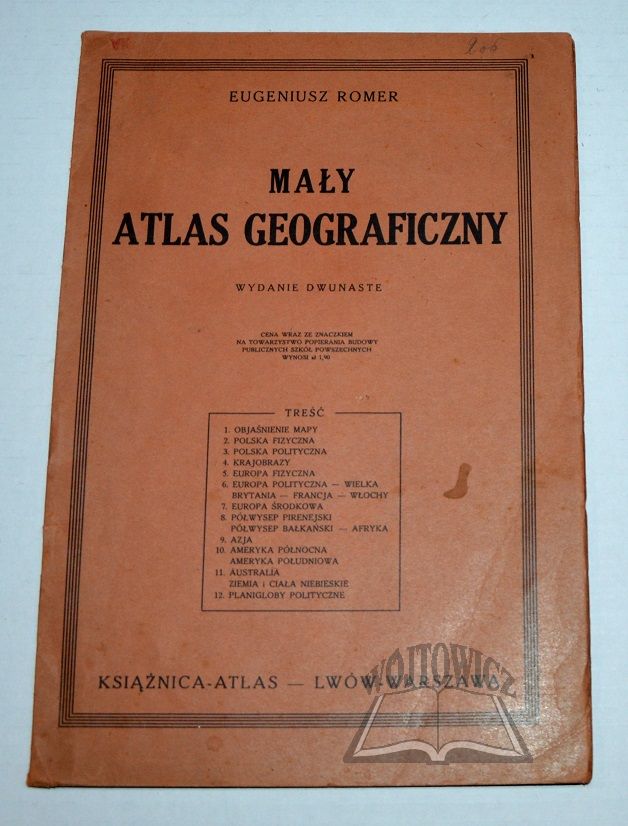 206
EUGENIUSZ ROMER
MAŁY
ATLAS GEOGRAFICZNY
WYDANIE DWUNASTE
CENA WRAZ ZE ZNACZKIEM
NA TOWARZYSTWO POPIERANIA BUDOWY
PUBLICZNYCH SZKÓŁ POWSZECHNYCH
WYNOSI zł 1,90
TREŚĆ
1. OBJAŚNIENIE MAPY
2. POLSKA FIZYCZNA
3. POLSKA POLITYCZNA
4. KRAJOBRAZY
5. EUROPA FIZYCZNA
6. EUROPA POLITYCZNA — WIELKA
BRYTANIA — FRANCJA — WŁOCHY
7. EUROPA ŚRODKOWA
8. PÓŁWYSEP PIRENEJSKI
PÓŁWYSEP BAŁKAŃSKI — AFRYKA
9. AZJA
10. AMERYKA PÓŁNOCNA
AMERYKA POŁUDNIOWA
11. AUSTRALIA
ZIEMIA i CIAŁA NIEBIESKIE
12. PLANIGLOBY POLITYCZNE
WÓJTOWICZ
KSIĄŻNICA-ATLAS — LWÓW-WARSZAWA